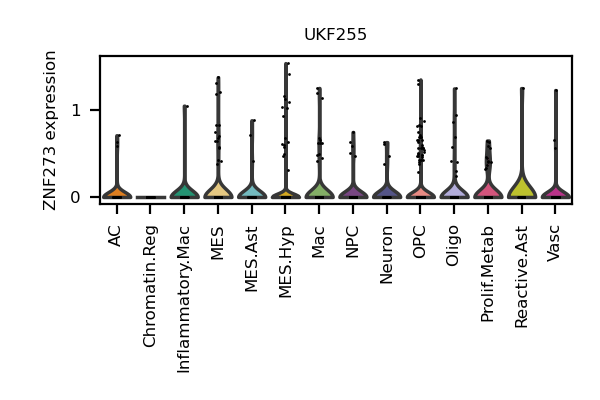 UKF255
ZNF273 expression
1
0
AC
Chromatin.Reg
Inflammatory.Mac
MES
MES.Ast
MES.Hyp
Mac
NPC
Neuron
OPC
Oligo
Prolif.Metab
Reactive.Ast
Vasc